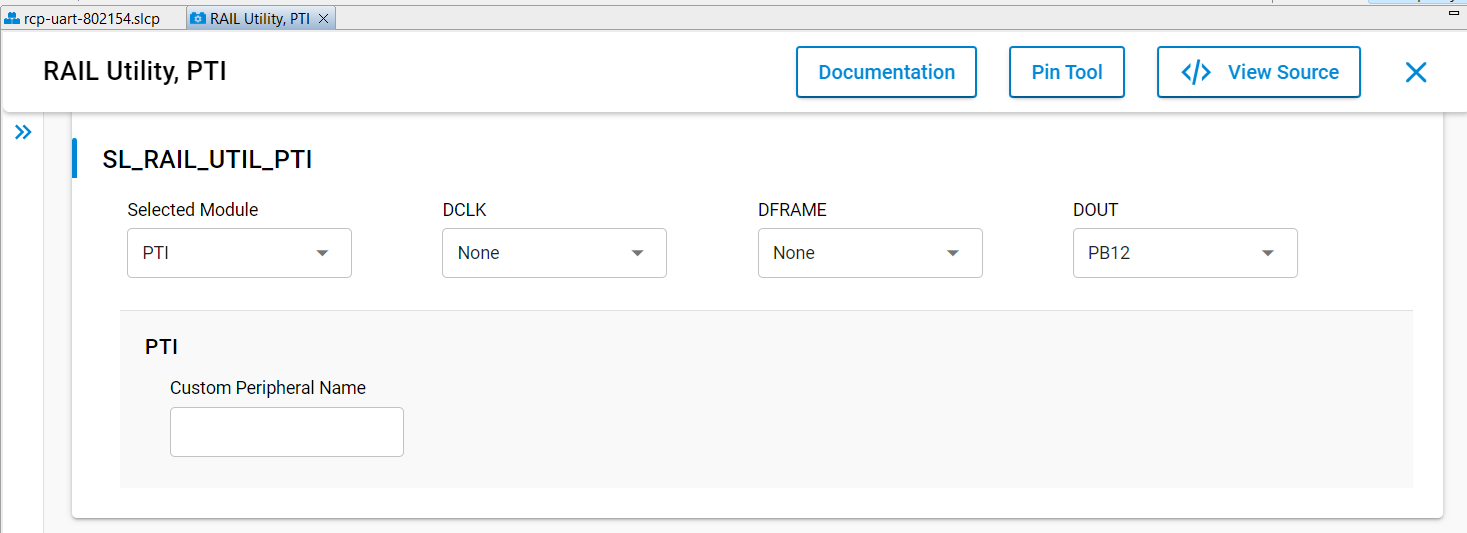 rcp-uart-802154.slcp RAIL Utility, PTI
RAIL Utility, PTI Documentation Pin Tool View Source
SL_RAIL_UTIL_PTI
Selected Module DCLK DFRAME DOUT
PTI None None PB12
PTI
Custom Peripheral Name